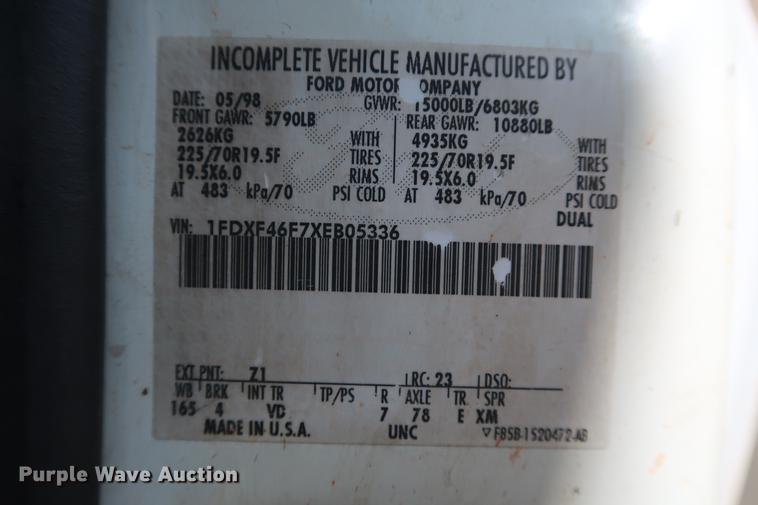 INCOMPLETE VEHICLE MANUFACTURED BY
FORD MOTOR COMPANY
DATE: 05/98 GVWR: 15000LB/6803KG
FRONT GAWR: 5790LB REAR GAWR: 10880LB
2626KG WITH 4935KG WITH
225/70R19.5F TIRES 225/70R19.5F TIRES
19.5X6.0 RIMS 19.5X6.0 RIMS
AT 483 kPa/70 PSI COLD AT 483 kPa/70 PSI COLD
DUAL
VIN: 1FDXF46F7XEB05336
EXT PNT: Z1 RC: 23 DSO:
WB BRK INT TR TP/PS R AXLE TR SPR
165 4 VD 7 78 E XM
MADE IN U.S.A. UNC F85B-1520472-AB
Purple Wave Auction